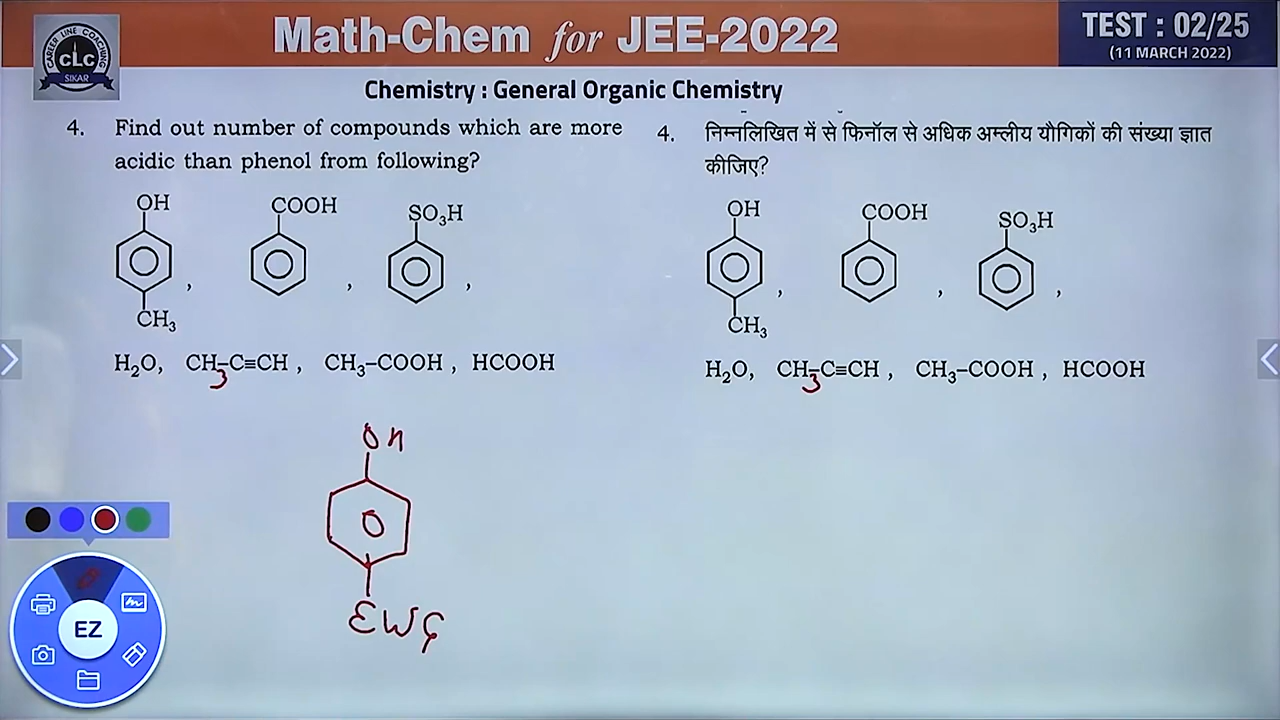 Math-Chem for JEE-2022
TEST : 02/25
(11 MARCH 2022)
CAREER LINE COACHING
CLC
SIKAR
Chemistry : General Organic Chemistry
4. Find out number of compounds which are more
acidic than phenol from following?
OH
COOH
SO₃H
, , ,
CH₃
H₂O, CH₃–C≡CH , CH₃–COOH , HCOOH
4. निम्नलिखित में से फिनॉल से अधिक अम्लीय यौगिकों की संख्या ज्ञात
कीजिए?
OH
COOH
SO₃H
, , ,
CH₃
H₂O, CH₃–C≡CH , CH₃–COOH , HCOOH
OH
EWG
EZ